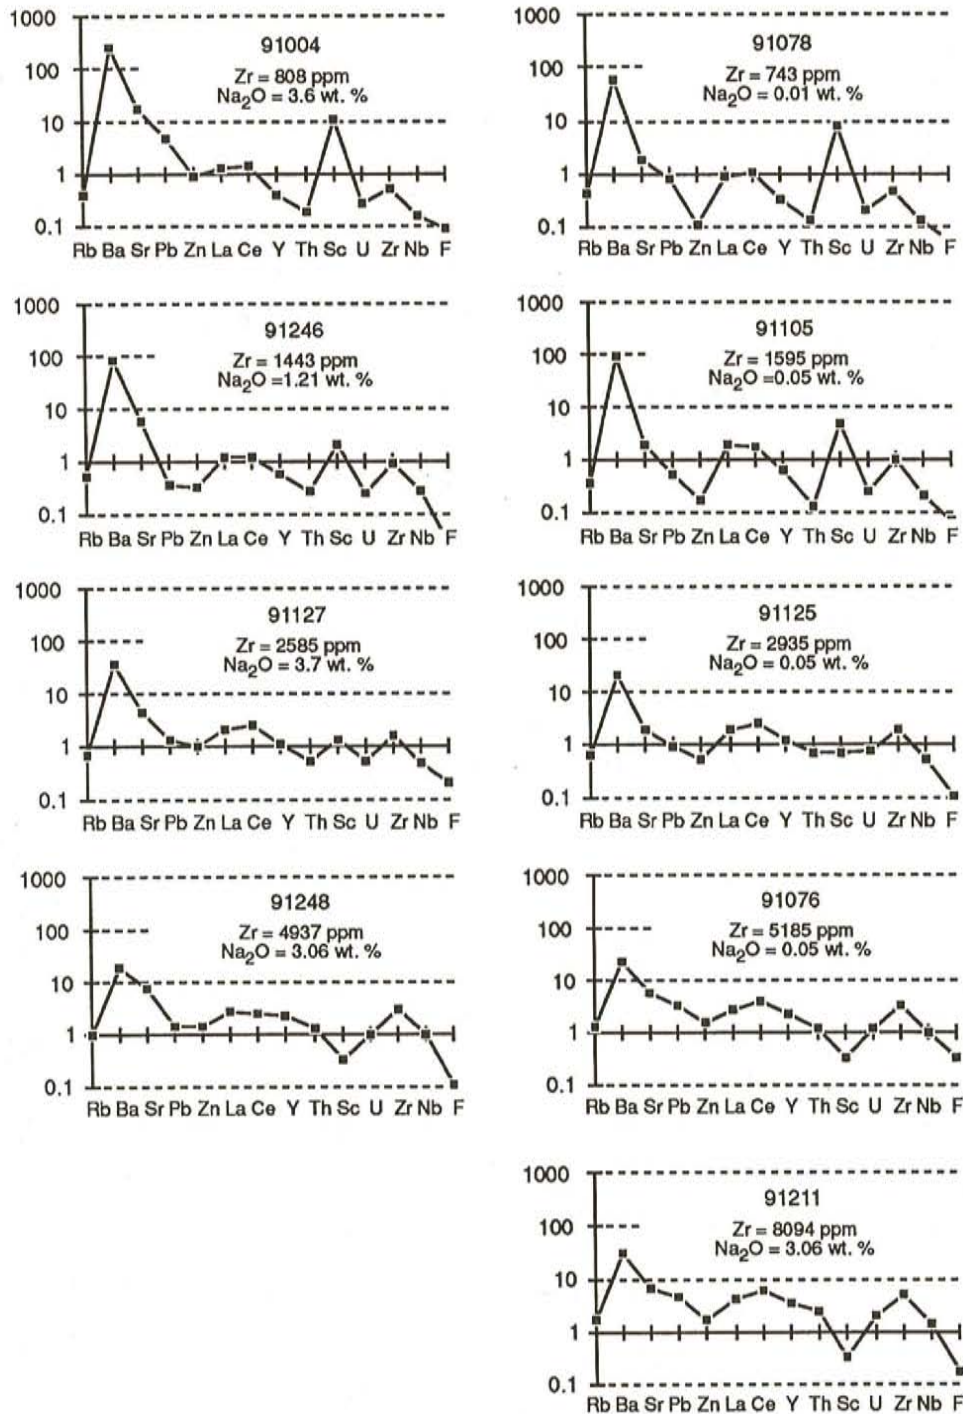 1000
91004
100
Zr = 808 ppm
Na₂O = 3.6 wt. %
10
1
0.1
Rb Ba Sr Pb Zn La Ce Y Th Sc U Zr Nb F
1000
91078
100
Zr = 743 ppm
Na₂O = 0.01 wt. %
10
1
0.1
Rb Ba Sr Pb Zn La Ce Y Th Sc U Zr Nb F
1000
91246
100
Zr = 1443 ppm
Na₂O =1.21 wt. %
10
1
0.1
Rb Ba Sr Pb Zn La Ce Y Th Sc U Zr Nb F
1000
91105
100
Zr = 1595 ppm
Na₂O =0.05 wt. %
10
1
0.1
Rb Ba Sr Pb Zn La Ce Y Th Sc U Zr Nb F
1000
91127
100
Zr = 2585 ppm
Na₂O = 3.7 wt. %
10
1
0.1
Rb Ba Sr Pb Zn La Ce Y Th Sc U Zr Nb F
1000
91125
100
Zr = 2935 ppm
Na₂O = 0.05 wt. %
10
1
0.1
Rb Ba Sr Pb Zn La Ce Y Th Sc U Zr Nb F
1000
91248
100
Zr = 4937 ppm
Na₂O = 3.06 wt. %
10
1
0.1
Rb Ba Sr Pb Zn La Ce Y Th Sc U Zr Nb F
1000
91076
100
Zr = 5185 ppm
Na₂O = 0.05 wt. %
10
1
0.1
Rb Ba Sr Pb Zn La Ce Y Th Sc U Zr Nb F
1000
91211
100
Zr = 8094 ppm
Na₂O = 3.06 wt. %
10
1
0.1
Rb Ba Sr Pb Zn La Ce Y Th Sc U Zr Nb F